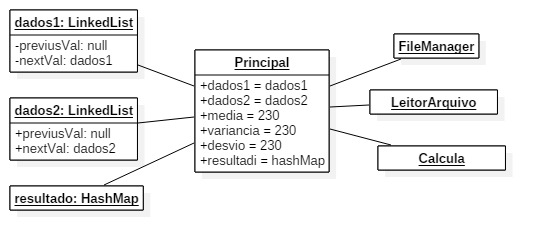 dados1: LinkedList
-previusVal: null
-nextVal: dados1
dados2: LinkedList
+previusVal: null
+nextVal: dados2
resultado: HashMap
Principal
+dados1 = dados1
+dados2 = dados2
+media = 230
+variancia = 230
+desvio = 230
+resultadi = hashMap
FileManager
LeitorArquivo
Calcula